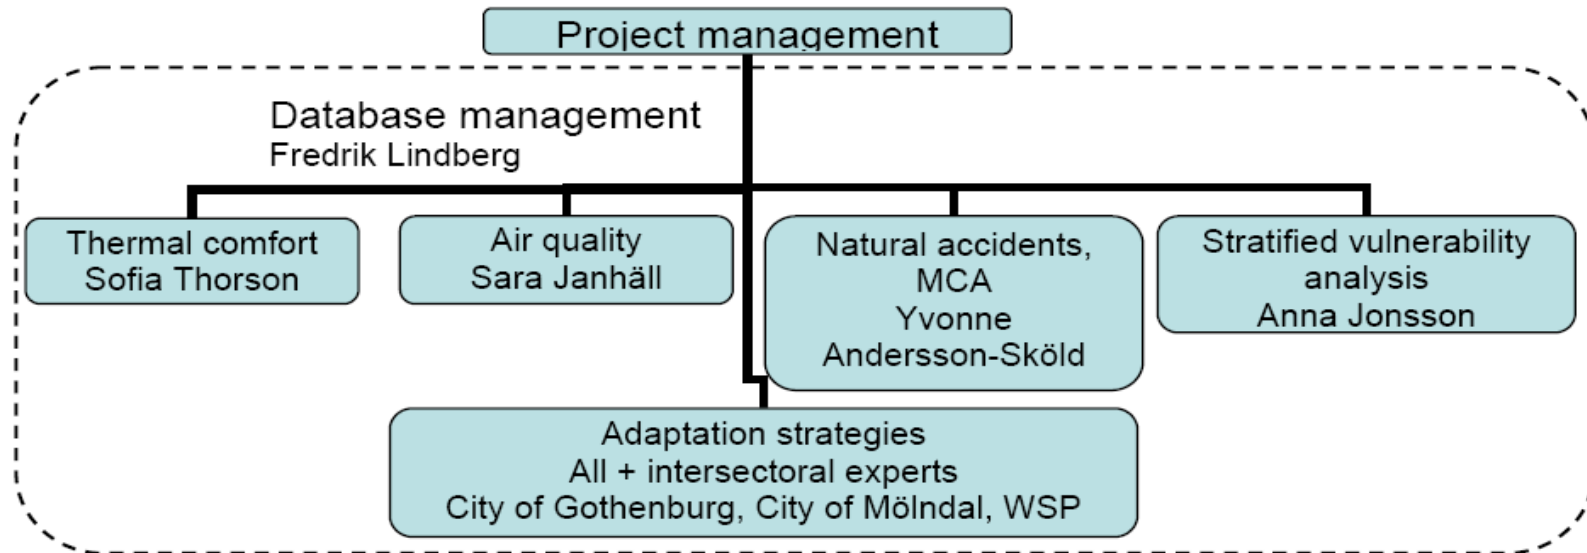 Project management
Database management
Fredrik Lindberg
Thermal comfort
Sofia Thorson
Air quality
Sara Janhäll
Natural accidents,
MCA
Yvonne
Andersson-Sköld
Stratified vulnerability
analysis
Anna Jonsson
Adaptation strategies
All + intersectoral experts
City of Gothenburg, City of Mölndal, WSP